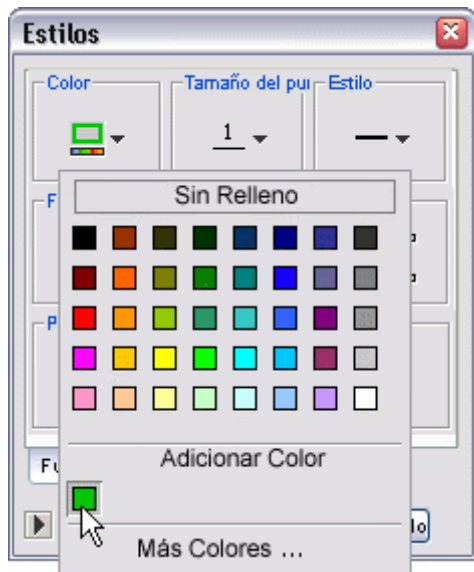 Estilos
Color
Tamaño del pu
Estilo
1
Sin Relleno
F
P
Adicionar Color
Fu
lo
Más Colores ...